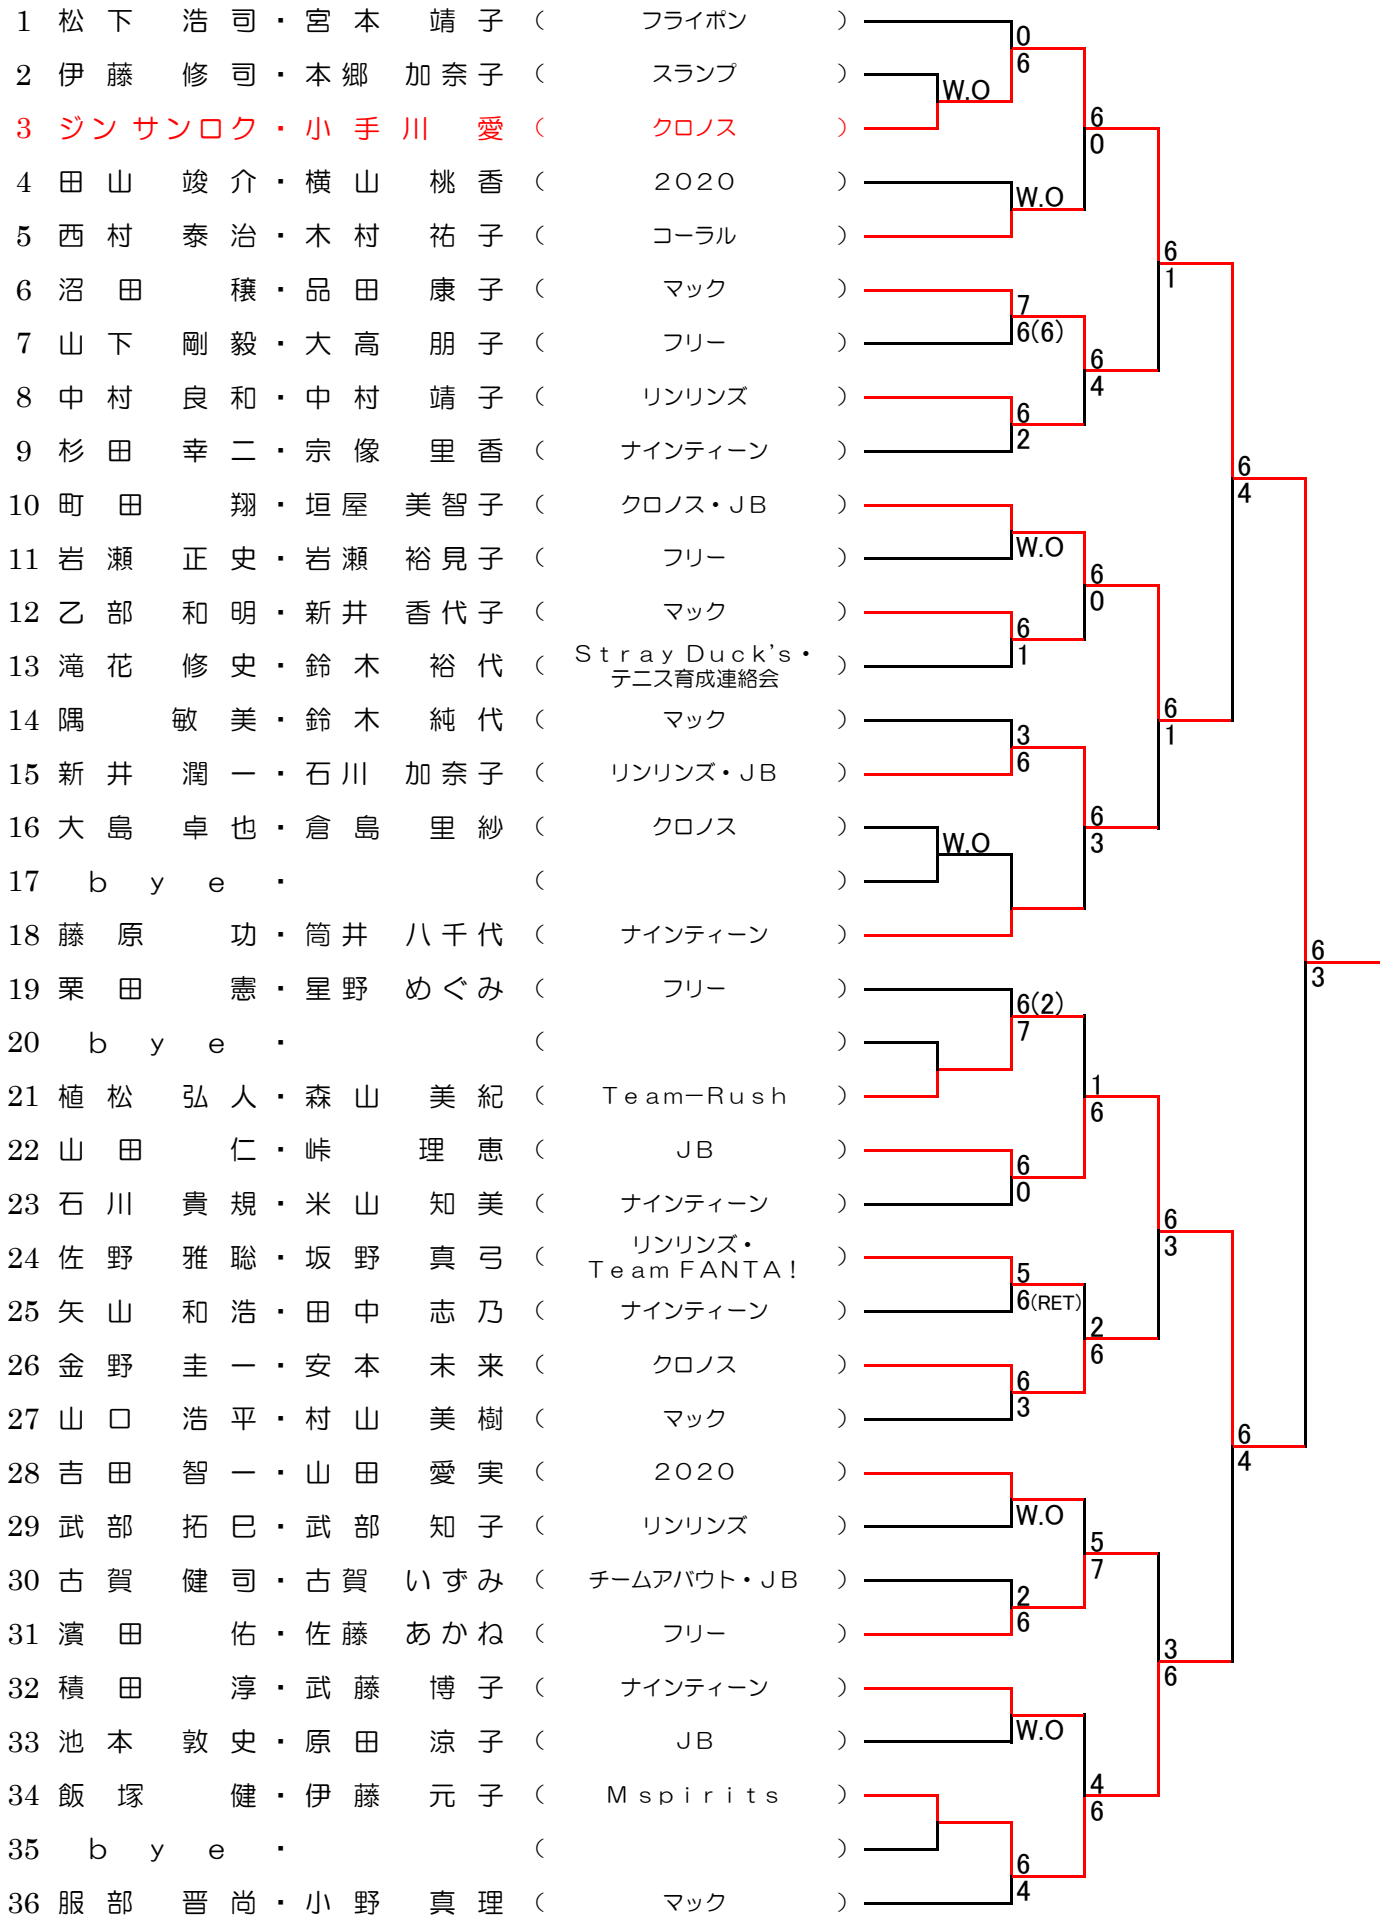 1 松下 浩司・宮本 靖子 ( フライポン )
0
6
2 伊藤 修司・本郷 加奈子 ( スランプ )
W.O
3 ジン サンロク・小手川 愛 ( クロノス )
6
0
4 田山 竣介・横山 桃香 ( 2020 )
W.O
5 西村 泰治・木村 祐子 ( コーラル )
6
1
6 沼田 穣・品田 康子 ( マック )
7
6(6)
7 山下 剛毅・大高 朋子 ( フリー )
6
4
8 中村 良和・中村 靖子 ( リンリンズ )
6
2
9 杉田 幸二・宗像 里香 ( ナインティーン )
6
4
10 町田 翔・垣屋 美智子 ( クロノス・JB )
W.O
11 岩瀬 正史・岩瀬 裕見子 ( フリー )
6
0
12 乙部 和明・新井 香代子 ( マック )
6
1
13 滝花 修史・鈴木 裕代 ( Stray Duck's・
テニス育成連絡会 )
14 隅 敏美・鈴木 純代 ( マック )
6
1
3
6
15 新井 潤一・石川 加奈子 ( リンリンズ・JB )
16 大島 卓也・倉島 里紗 ( クロノス )
6
3
W.O
17 bye ・ ( )
18 藤原 功・筒井 八千代 ( ナインティーン )
6
3
19 栗田 憲・星野 めぐみ ( フリー )
6(2)
7
20 bye ・ ( )
21 植松 弘人・森山 美紀 ( Team-Rush )
1
6
22 山田 仁・峠 理恵 ( JB )
6
0
23 石川 貴規・米山 知美 ( ナインティーン )
6
3
24 佐野 雅聡・坂野 真弓 ( リンリンズ・
Team FANTA! )
5
6(RET)
25 矢山 和浩・田中 志乃 ( ナインティーン )
2
6
26 金野 圭一・安本 未来 ( クロノス )
6
3
27 山口 浩平・村山 美樹 ( マック )
6
4
28 吉田 智一・山田 愛実 ( 2020 )
W.O
29 武部 拓巳・武部 知子 ( リンリンズ )
5
7
30 古賀 健司・古賀 いずみ ( チームアバウト・JB )
2
6
31 濱田 佑・佐藤 あかね ( フリー )
3
6
32 積田 淳・武藤 博子 ( ナインティーン )
W.O
33 池本 敦史・原田 涼子 ( JB )
4
6
34 飯塚 健・伊藤 元子 ( M spirits )
35 bye ・ ( )
6
4
36 服部 晋尚・小野 真理 ( マック )